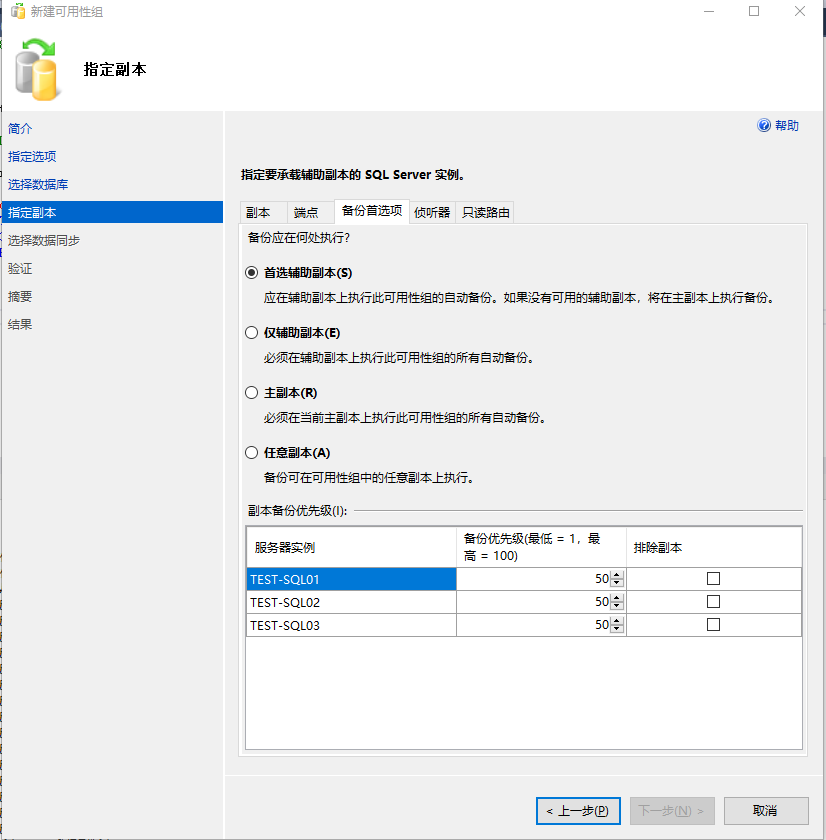 新建可用性组
指定副本
简介
指定选项
选择数据库
指定副本
选择数据同步
验证
摘要
结果
帮助
指定要承载辅助副本的 SQL Server 实例。
副本 端点 备份首选项 侦听器 只读路由
备份应在何处执行?
首选辅助副本(S)
应在辅助副本上执行此可用性组的自动备份。如果没有可用的辅助副本，将在主副本上执行备份。
仅辅助副本(E)
必须在辅助副本上执行此可用性组的所有自动备份。
主副本(R)
必须在当前主副本上执行此可用性组的所有自动备份。
任意副本(A)
备份可在可用性组中的任意副本上执行。
副本备份优先级(I):
服务器实例 备份优先级(最低 = 1，最 排除副本
高 = 100)
TEST-SQL01 50
TEST-SQL02 50
TEST-SQL03 50
< 上一步(P) 下一步(N) > 取消